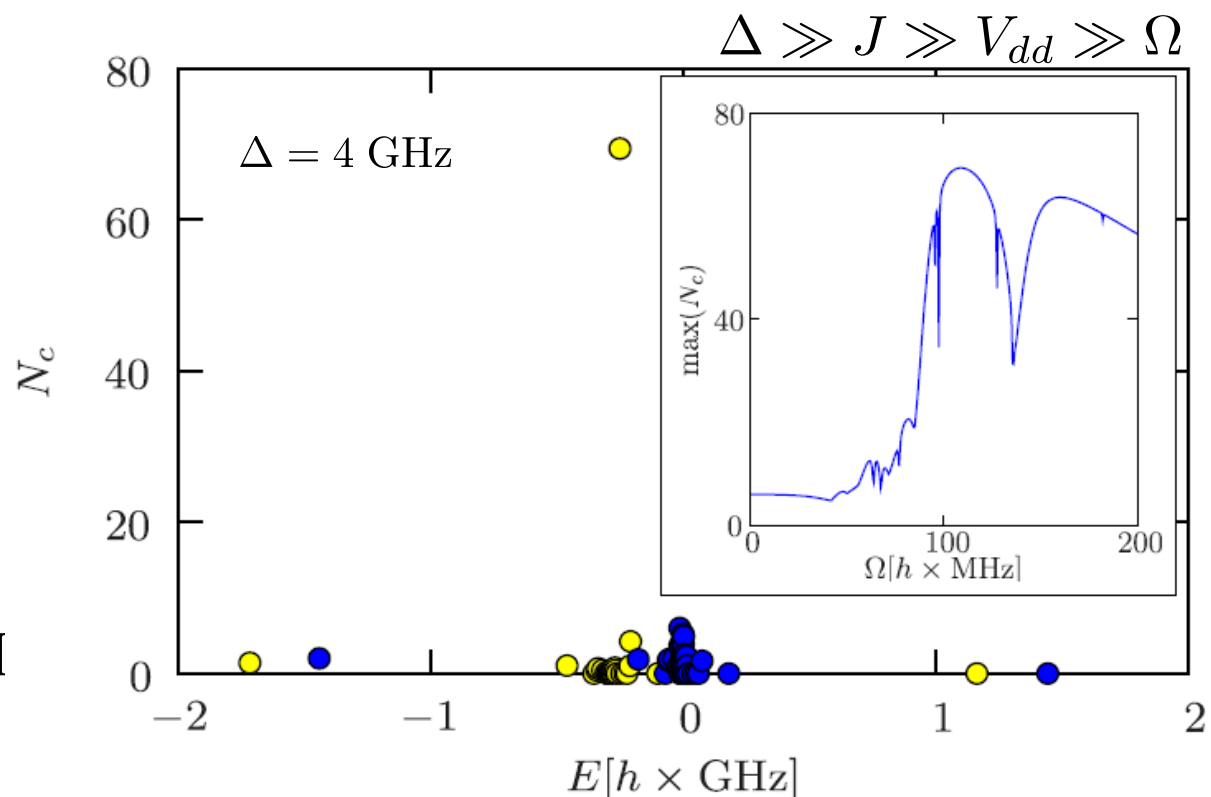 Δ ≫ J ≫ V_dd ≫ Ω
80
60
40
20
0
N_c
Δ = 4 GHz
80
40
0
max(N_c)
0 100 200
Ω[h × MHz]
−2 −1 0 1 2
E[h × GHz]